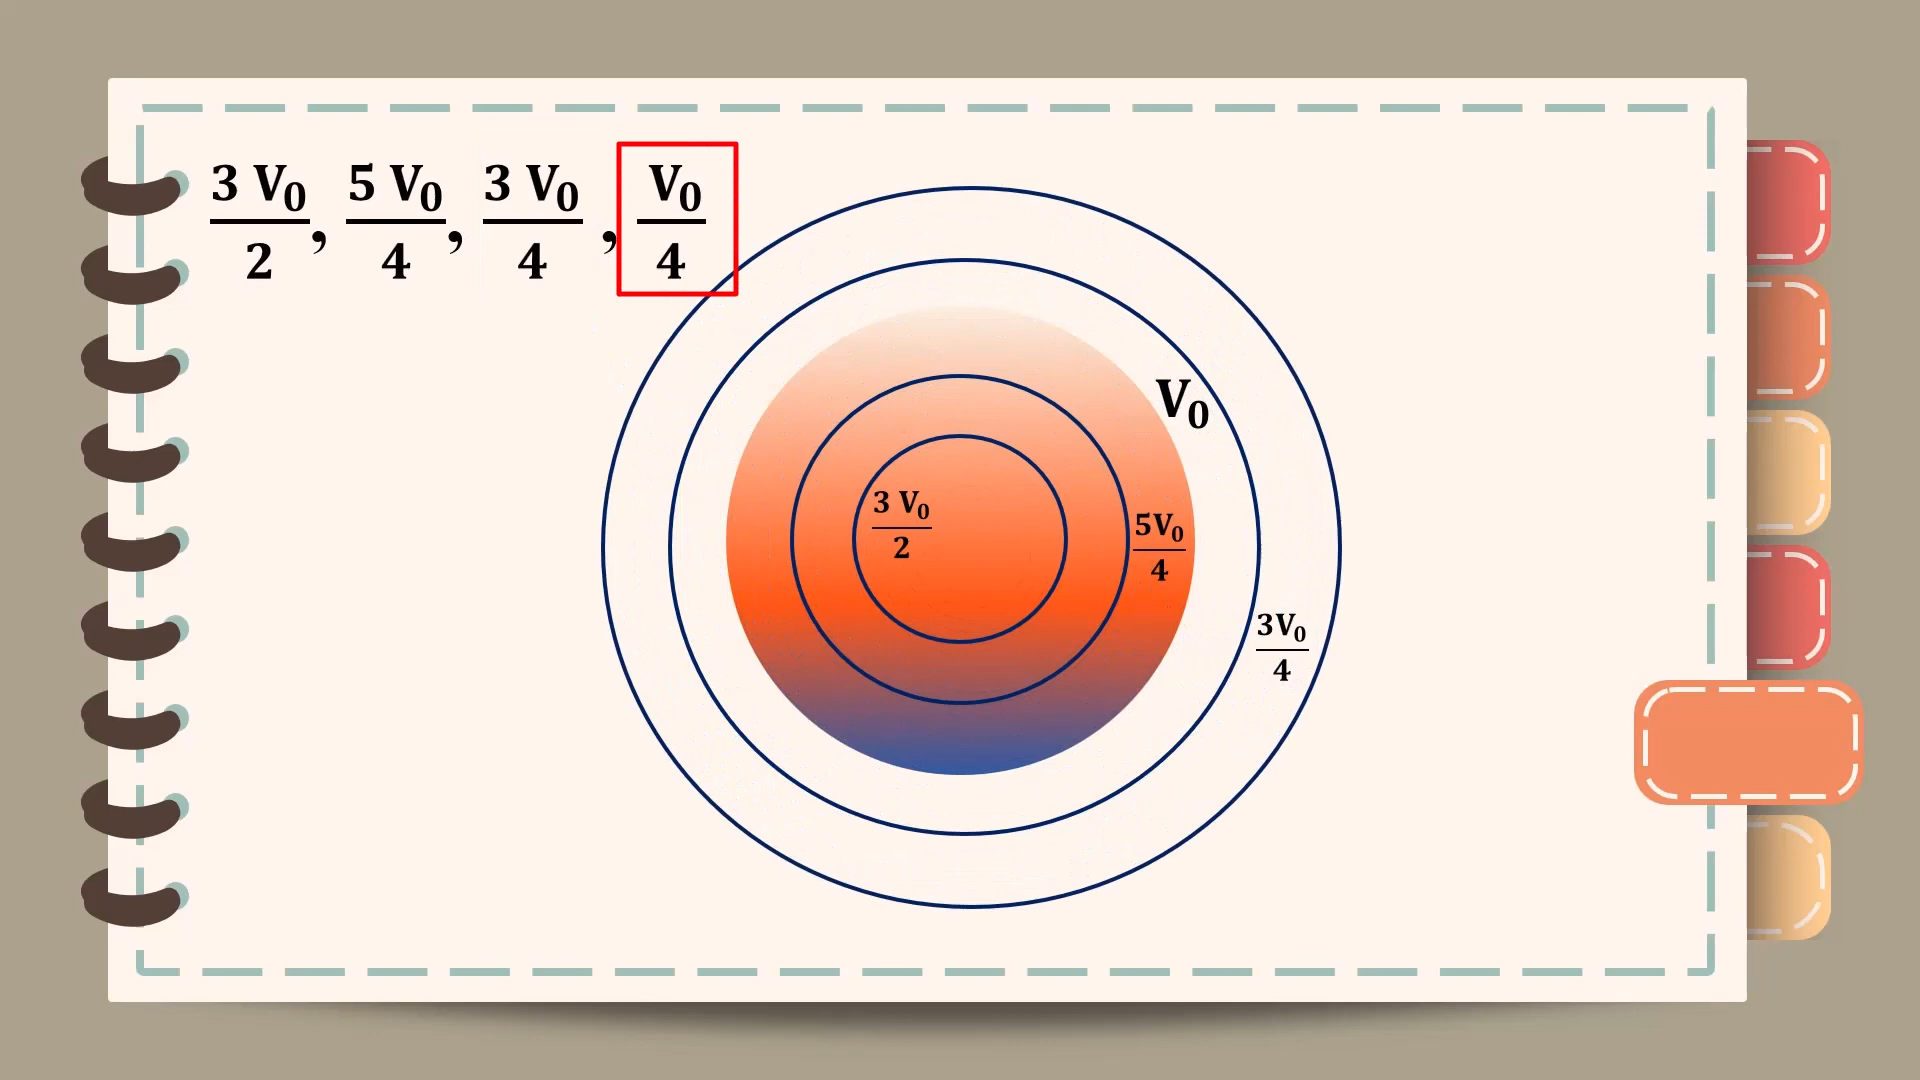 3 V₀/2, 5 V₀/4, 3 V₀/4, V₀/4
V₀
3 V₀/2
5V₀/4
3V₀/4